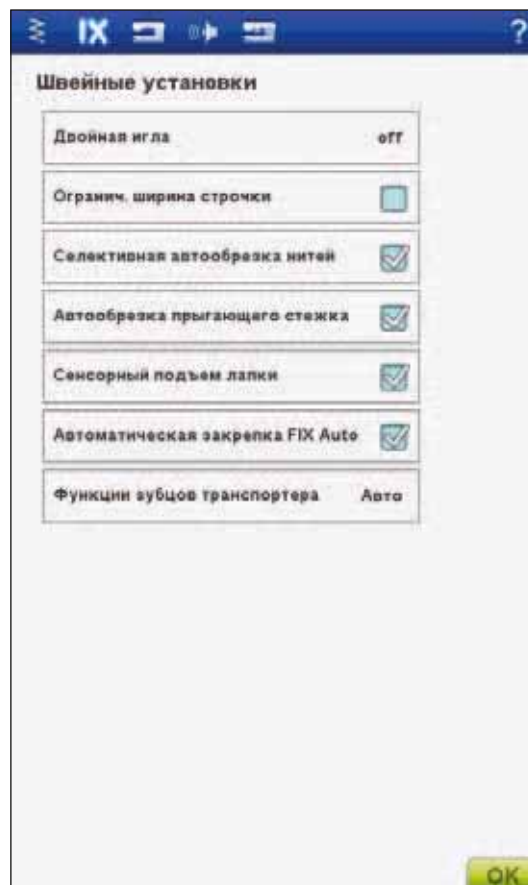 IX
?
Швейные установки
Двойная игла off
Огранич. ширина строчки
Селективная автообрезка нитей
Автообрезка прыгающего стежка
Сенсорный подъем лапки
Автоматическая закрепка FIX Auto
Функции зубцов транспортера Авто
OK